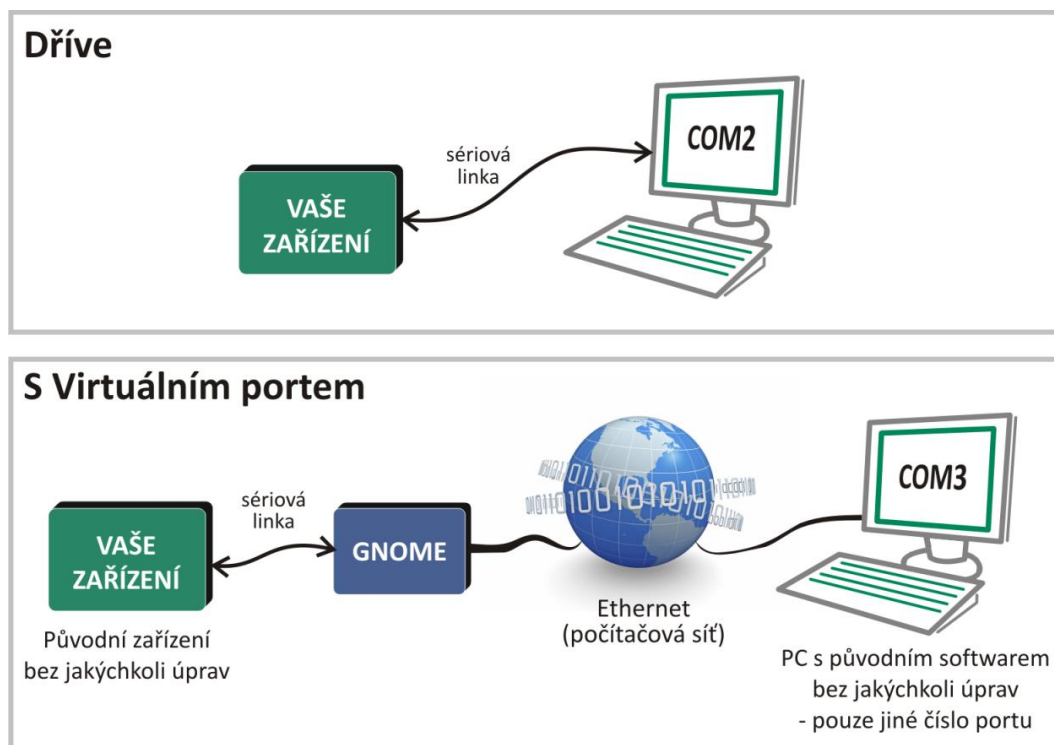 Dříve
COM2
sériová
linka
VAŠE
ZAŘÍZENÍ
S Virtuálním portem
COM3
sériová
linka
VAŠE
ZAŘÍZENÍ
GNOME
Ethernet
(počítačová síť)
Původní zařízení
bez jakýchkoli úprav
PC s původním softwarem
bez jakýchkoli úprav
- pouze jiné číslo portu